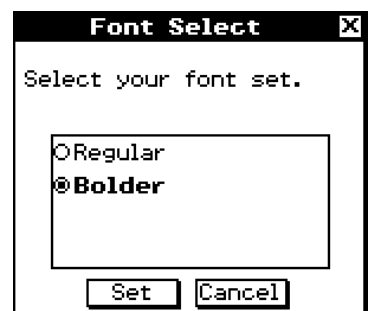 Font Select X
Select your font set.
Regular
Bolder
Set Cancel